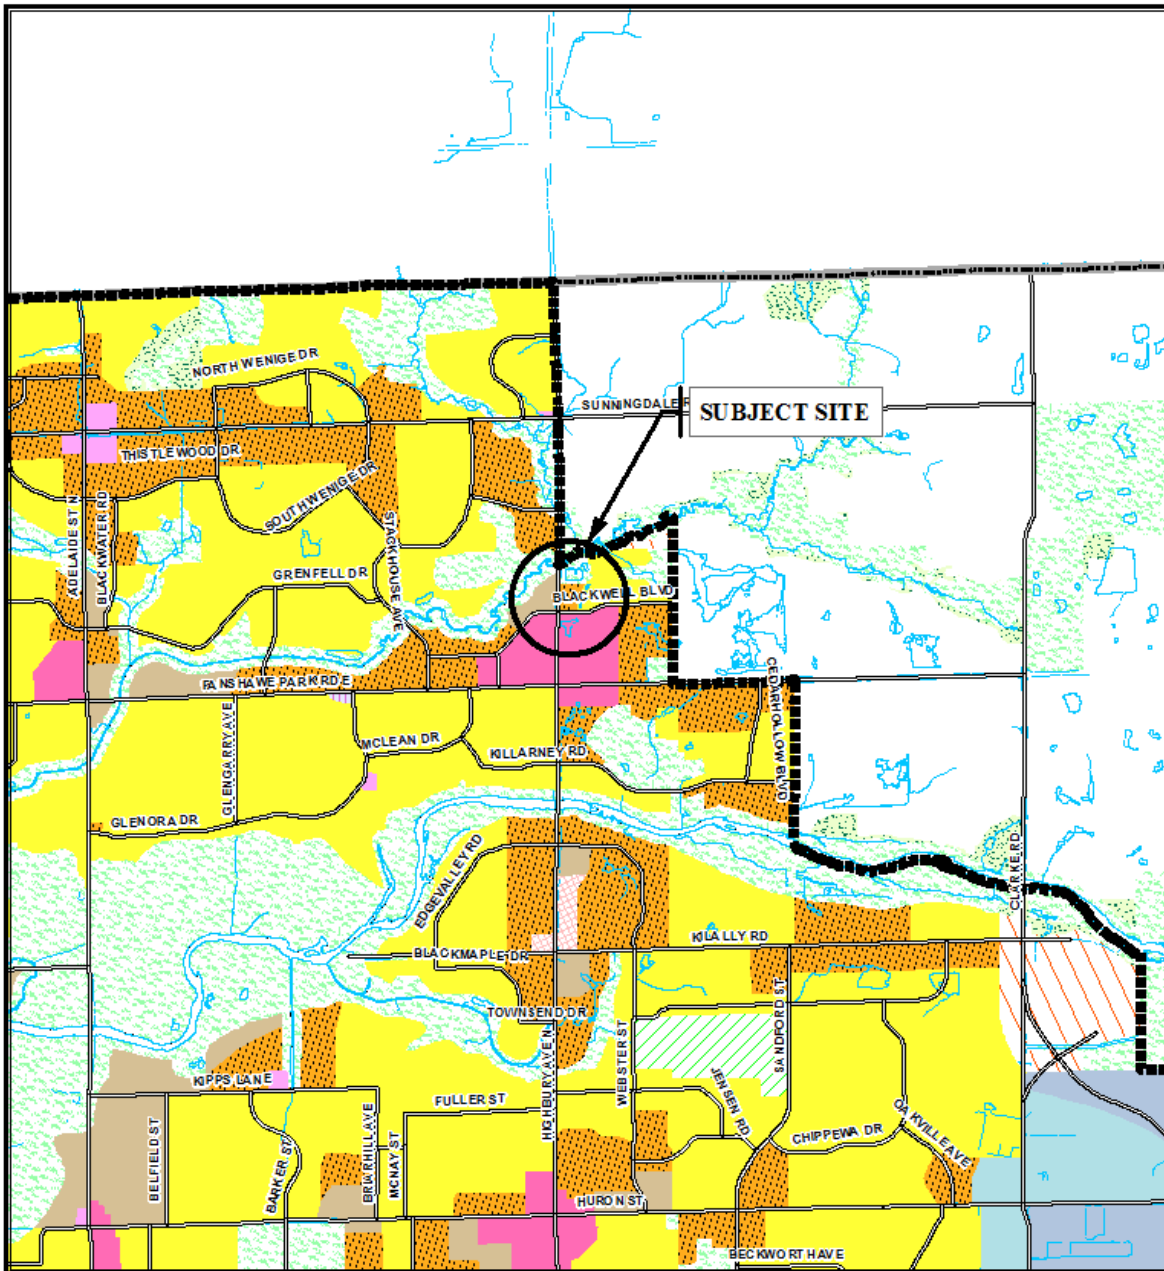 NORTH WENIGE DR
SUNNINGDALE R
SUBJECT SITE
THISTLEWOOD DR
SOUTH WENIGE DR
ADELAIDE ST N
BLACKWATER RD
STACKHOUSE AVE
GRENFELL DR
BLACKWELL BLVD
FANSHAWE PARK RD E
CEDARHOLLOW BLVD
GLENGARRY AVE
MCLEAN DR
KILLARNEY RD
GLENORA DR
EDGEVALLEY RD
CLARKE RD
KILALLY RD
BLACKMAPLE DR
TOWNSEND DR
SANDFORD ST
HIGHBURY AVE N
WEBSTER ST
KIPPS LANE
FULLER ST
JENSEN RD
OAKVILLE AVE
CHIPPEWA DR
BELFIELD ST
BARKER ST
BRIARHILL AVE
MCNAY ST
HURON ST
BECKWORTH AVE